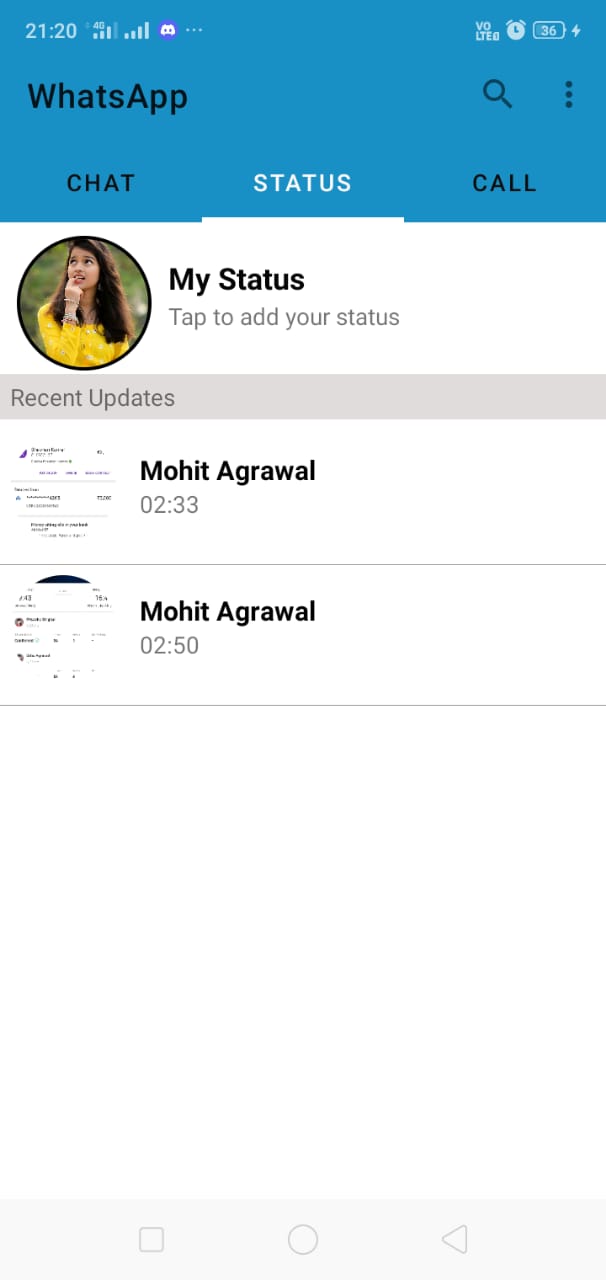 21:20
4G
VO
LTE
36
WhatsApp
CHAT STATUS CALL
My Status
Tap to add your status
Recent Updates
Mohit Agrawal
02:33
Mohit Agrawal
02:50